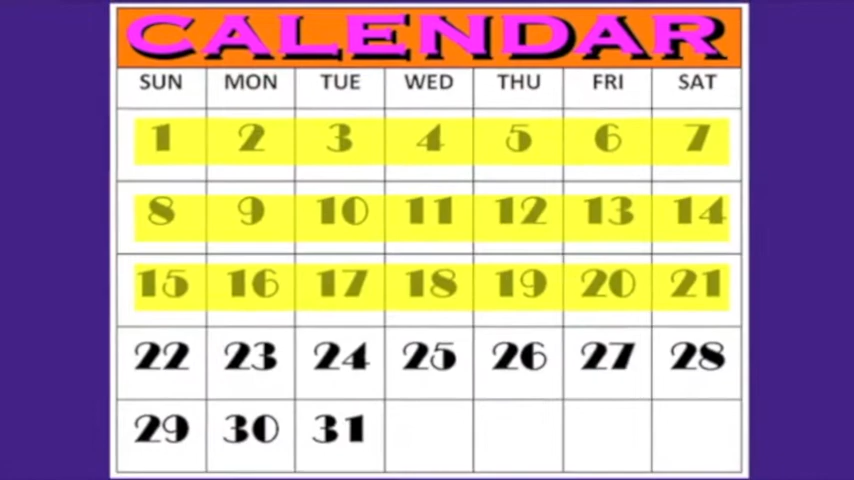 CALENDAR
SUN MON TUE WED THU FRI SAT
1 2 3 4 5 6 7
8 9 10 11 12 13 14
15 16 17 18 19 20 21
22 23 24 25 26 27 28
29 30 31